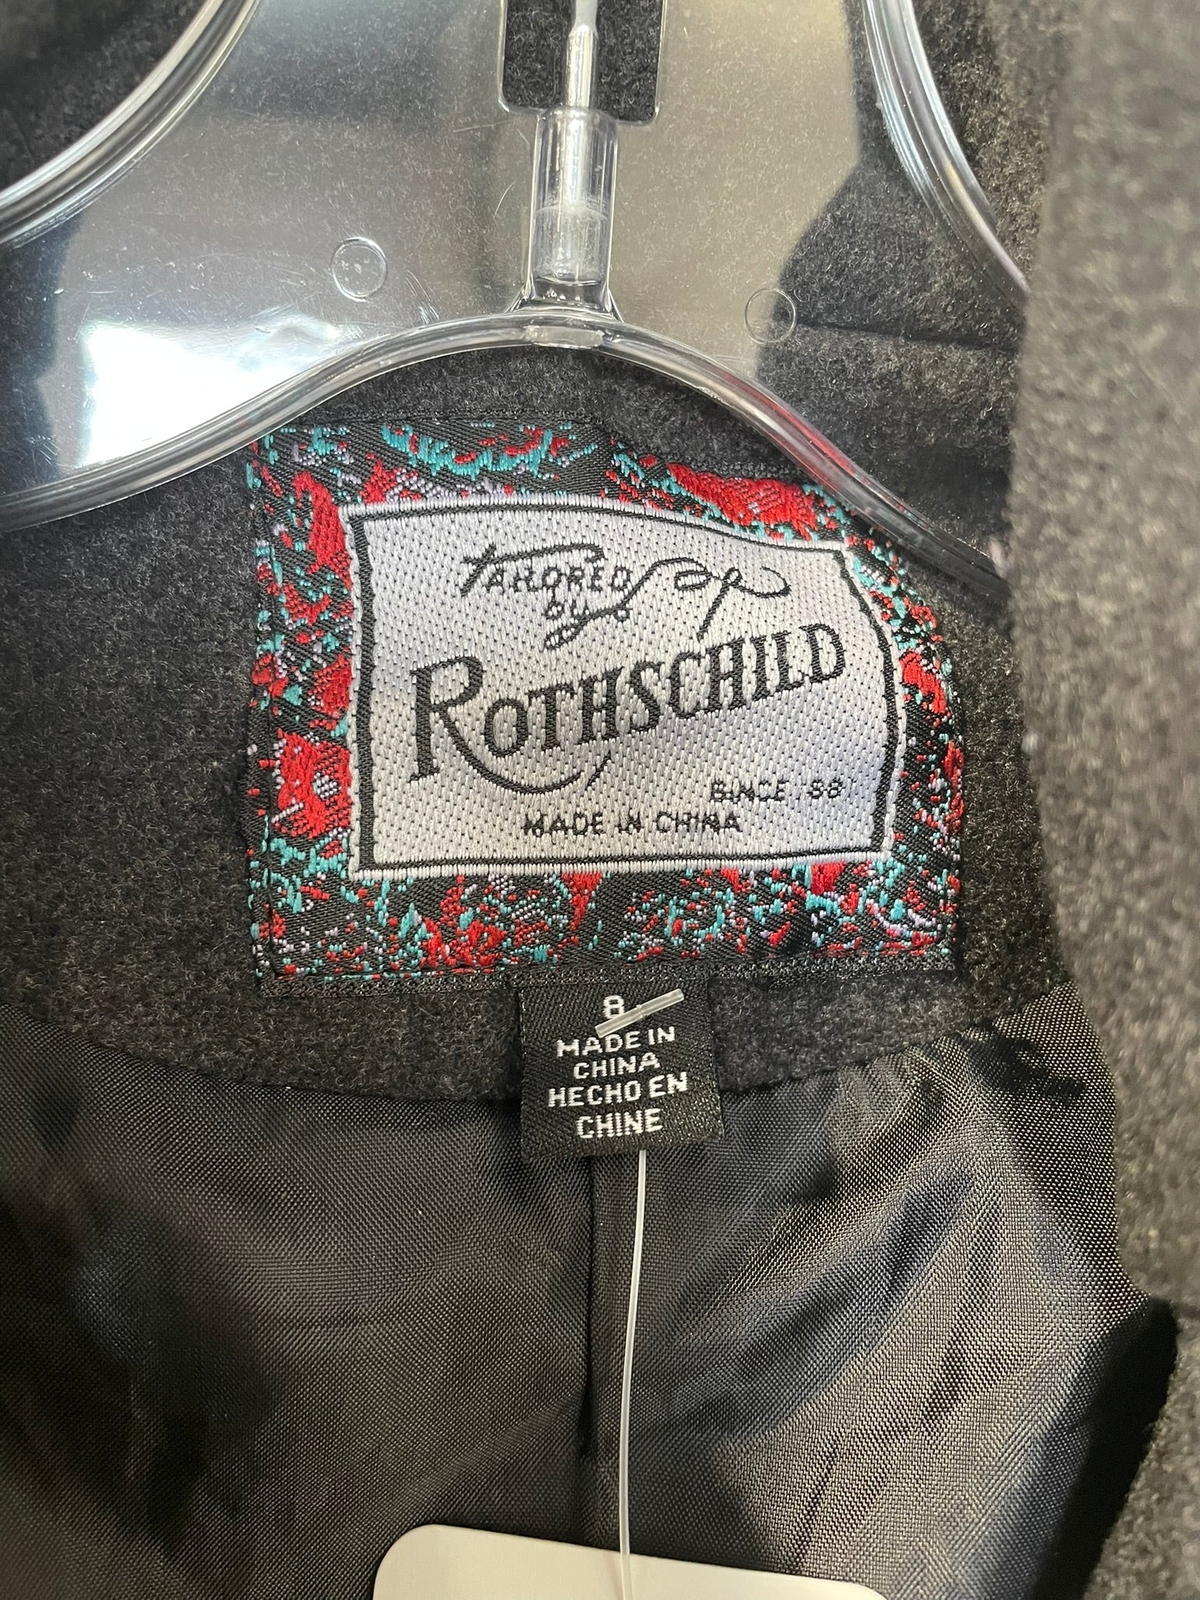 TAILORED
by
ROTHSCHILD
SINCE '88
MADE IN CHINA
8
MADE IN
CHINA
HECHO EN
CHINE